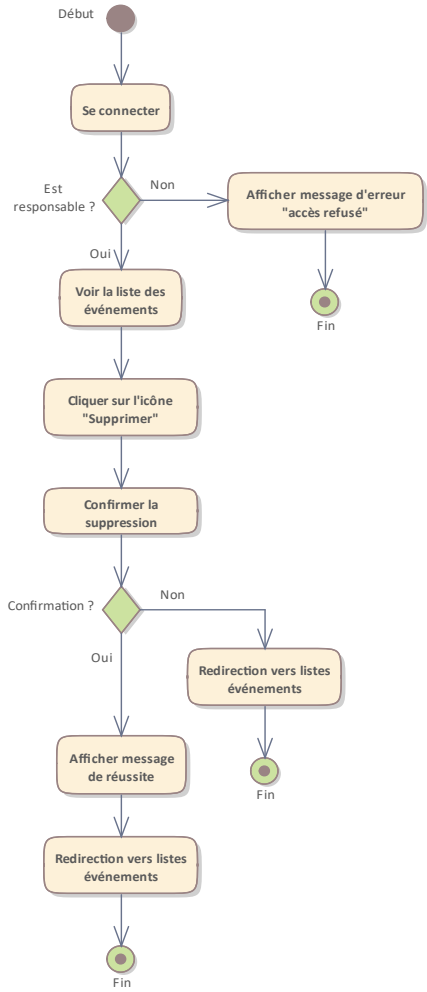 Début
Se connecter
Est
responsable ?
Non
Afficher message d'erreur
"accès refusé"
Oui
Fin
Voir la liste des
événements
Cliquer sur l'icône
"Supprimer"
Confirmer la
suppression
Confirmation ?
Non
Oui
Redirection vers listes
événements
Fin
Afficher message
de réussite
Redirection vers listes
événements
Fin